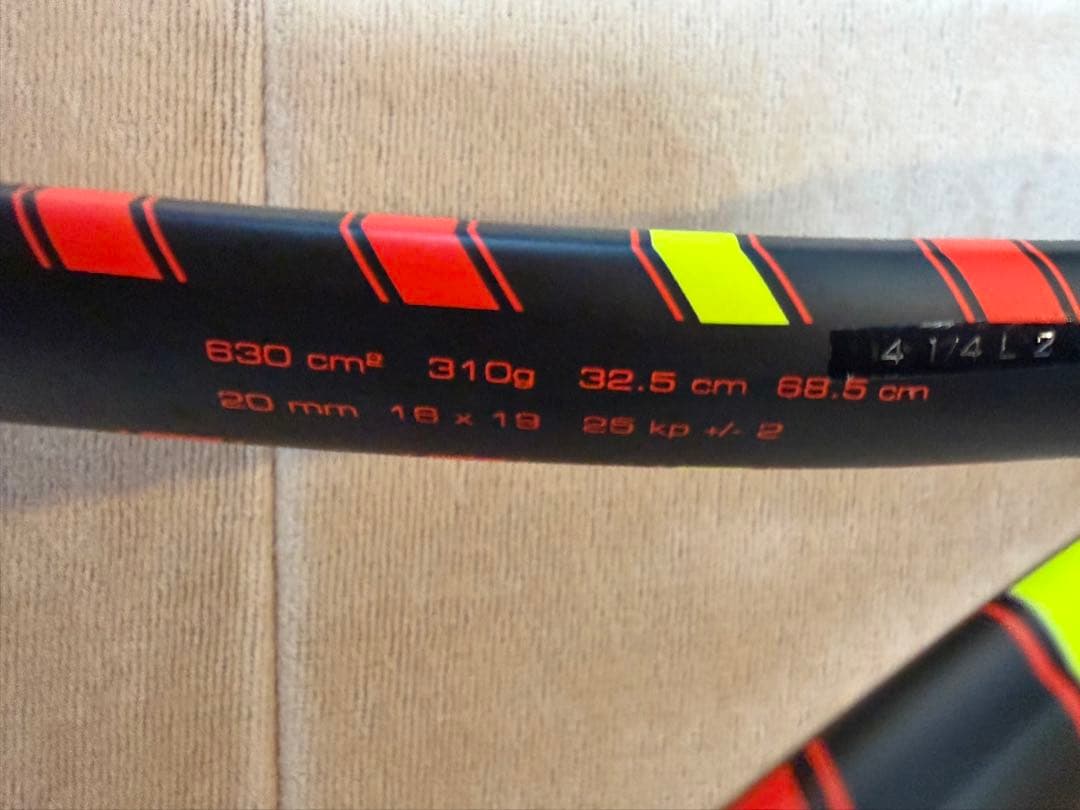 630 cm² 310g 32.5 cm 68.5 cm
20 mm 16 x 19 25 kp +/- 2
4 1/4 L 2